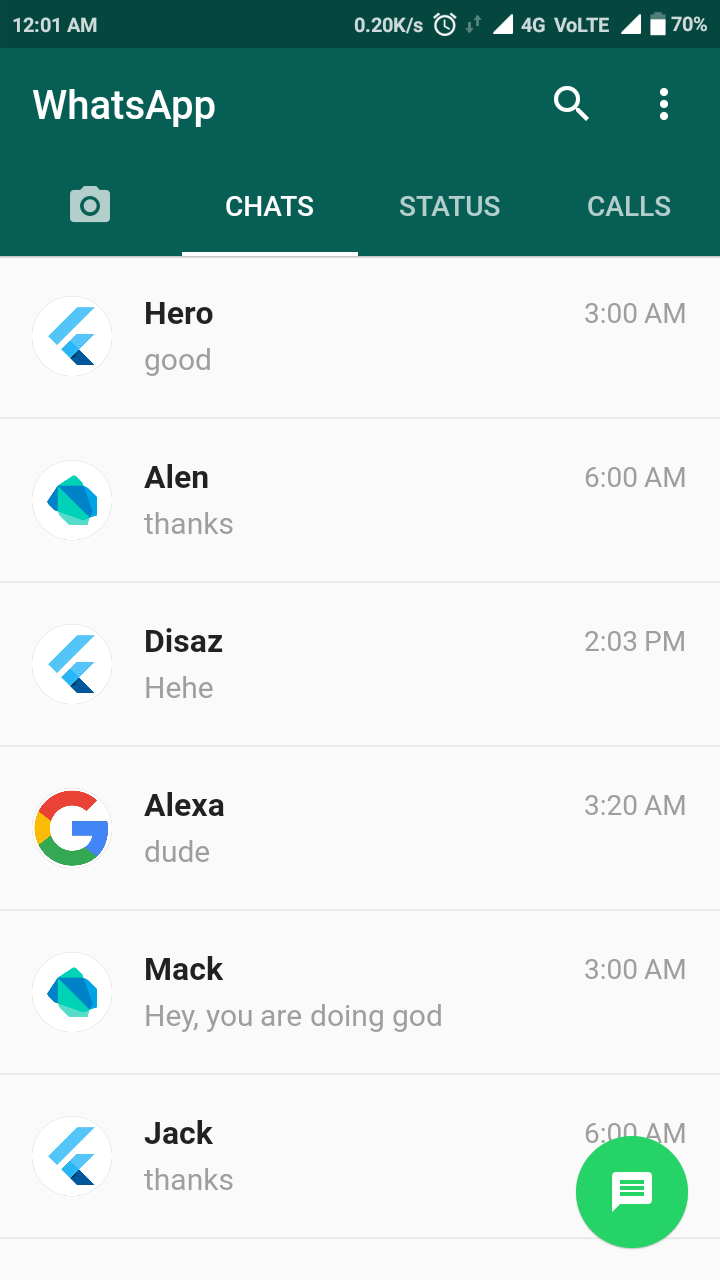 12:01 AM 0.20K/s 4G VoLTE 70%
WhatsApp
CHATS STATUS CALLS
Hero 3:00 AM
good
Alen 6:00 AM
thanks
Disaz 2:03 PM
Hehe
Alexa 3:20 AM
dude
Mack 3:00 AM
Hey, you are doing god
Jack 6:00 AM
thanks